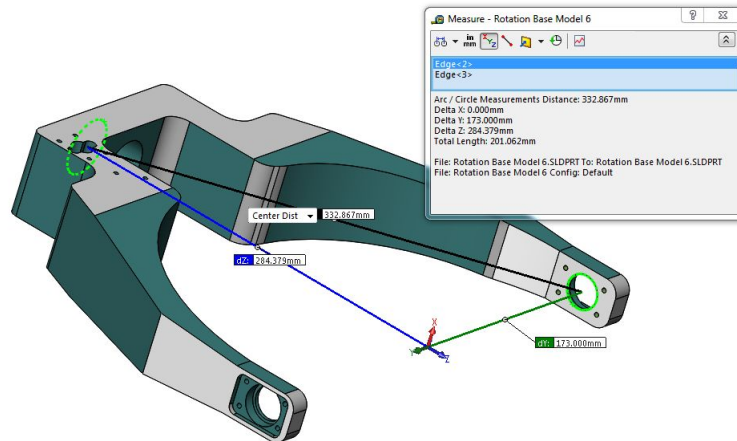 Measure - Rotation Base Model 6
in
mm
XYZ
Edge<2>
Edge<3>
Arc / Circle Measurements Distance: 332.867mm
Delta X: 0.000mm
Delta Y: 173.000mm
Delta Z: 284.379mm
Total Length: 201.062mm
File: Rotation Base Model 6.SLDPRT To: Rotation Base Model 6.SLDPRT
File: Rotation Base Model 6 Config: Default
Center Dist 332.867mm
dZ: 284.379mm
X
Y Z
dY: 173.000mm